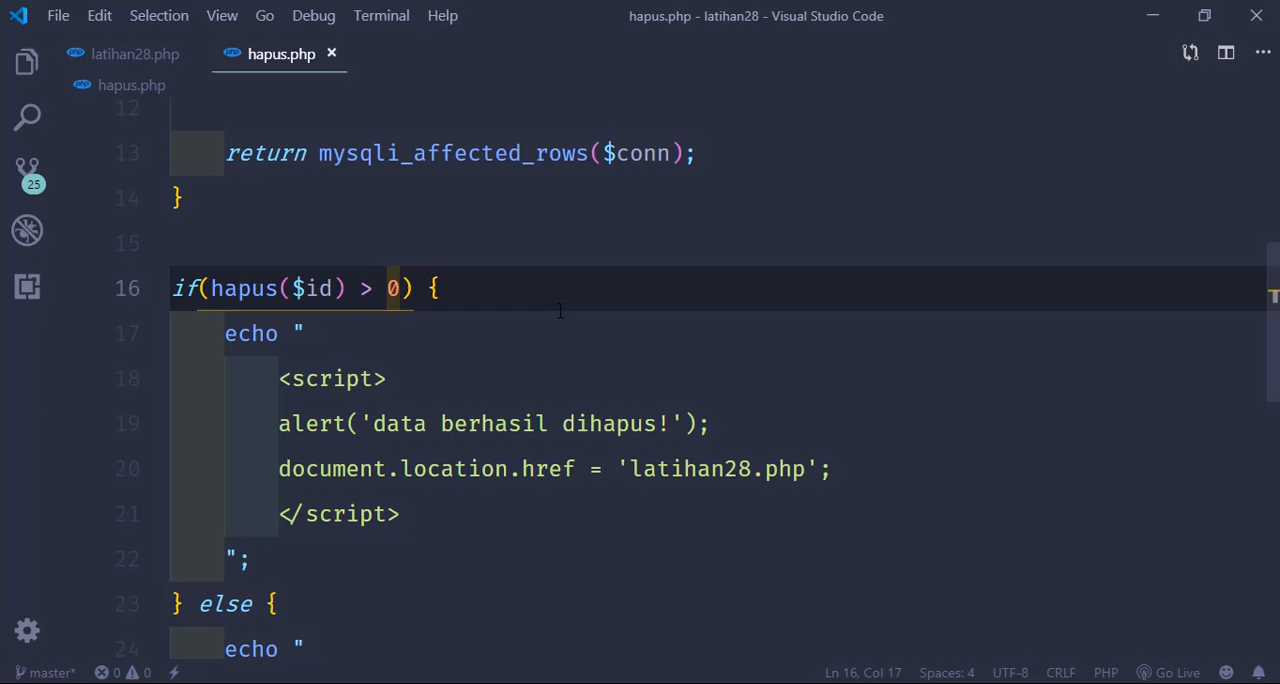 File Edit Selection View Go Debug Terminal Help hapus.php - latihan28 - Visual Studio Code
latihan28.php hapus.php
hapus.php
12
13 return mysqli_affected_rows($conn);
14 }
15
16 if(hapus($id) > 0) {
17 echo "
18 <script>
19 alert('data berhasil dihapus!');
20 document.location.href = 'latihan28.php';
21 </script>
22 ";
23 } else {
24 echo "
25
master* 0 0 Ln 16, Col 17 Spaces: 4 UTF-8 CRLF PHP Go Live